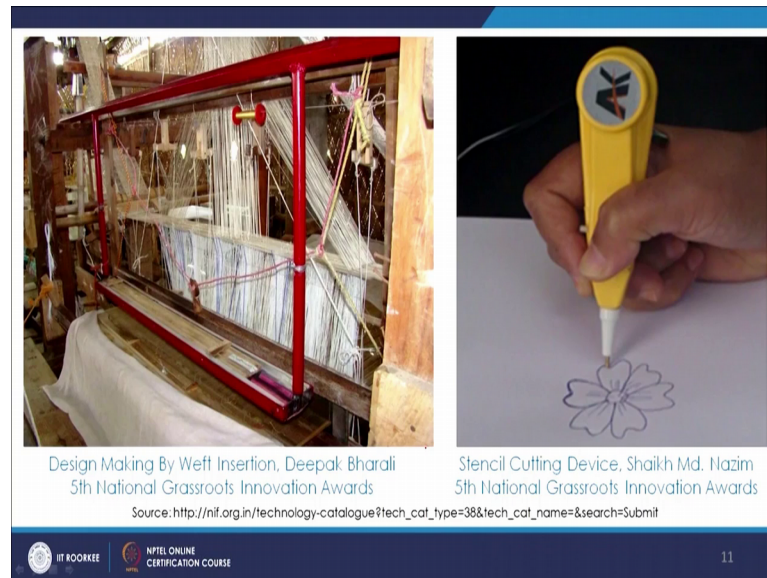 AK
Design Making By Weft Insertion, Deepak Bharali
5th National Grassroots Innovation Awards
Stencil Cutting Device, Shaikh Md. Nazim
5th National Grassroots Innovation Awards
Source: http://nif.org.in/technology-catalogue?tech_cat_type=38&tech_cat_name=&search=Submit
IIT ROORKEE
NPTEL ONLINE
CERTIFICATION COURSE
11